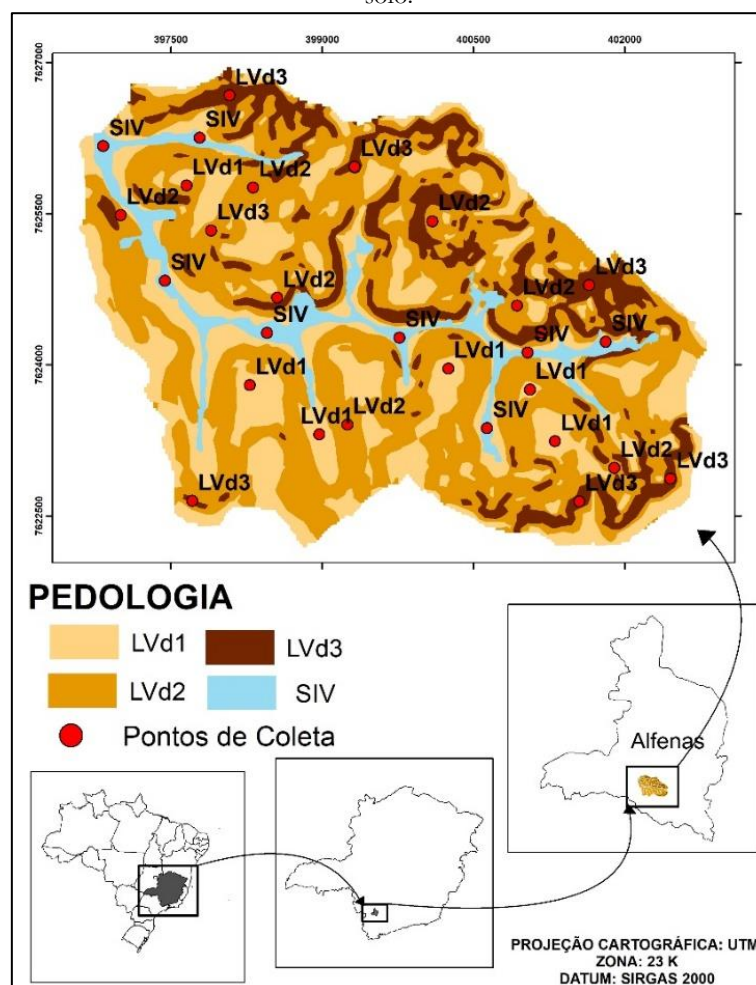 solo.
397500 399000 400500 402000
7627000
LVd3
SIV SIV
LVd3
LVd1 LVd2
LVd2 LVd2
7625500
LVd3
LVd3
SIV LVd2 LVd2
SIV SIV SIV SIV
7624000
LVd1 LVd1 LVd1
LVd1 LVd2 SIV LVd1
LVd2
LVd3 LVd3 LVd3
7622500
PEDOLOGIA
LVd1 LVd3
LVd2 SIV
Pontos de Coleta
Alfenas
PROJEÇÃO CARTOGRÁFICA: UTM
ZONA: 23 K
DATUM: SIRGAS 2000